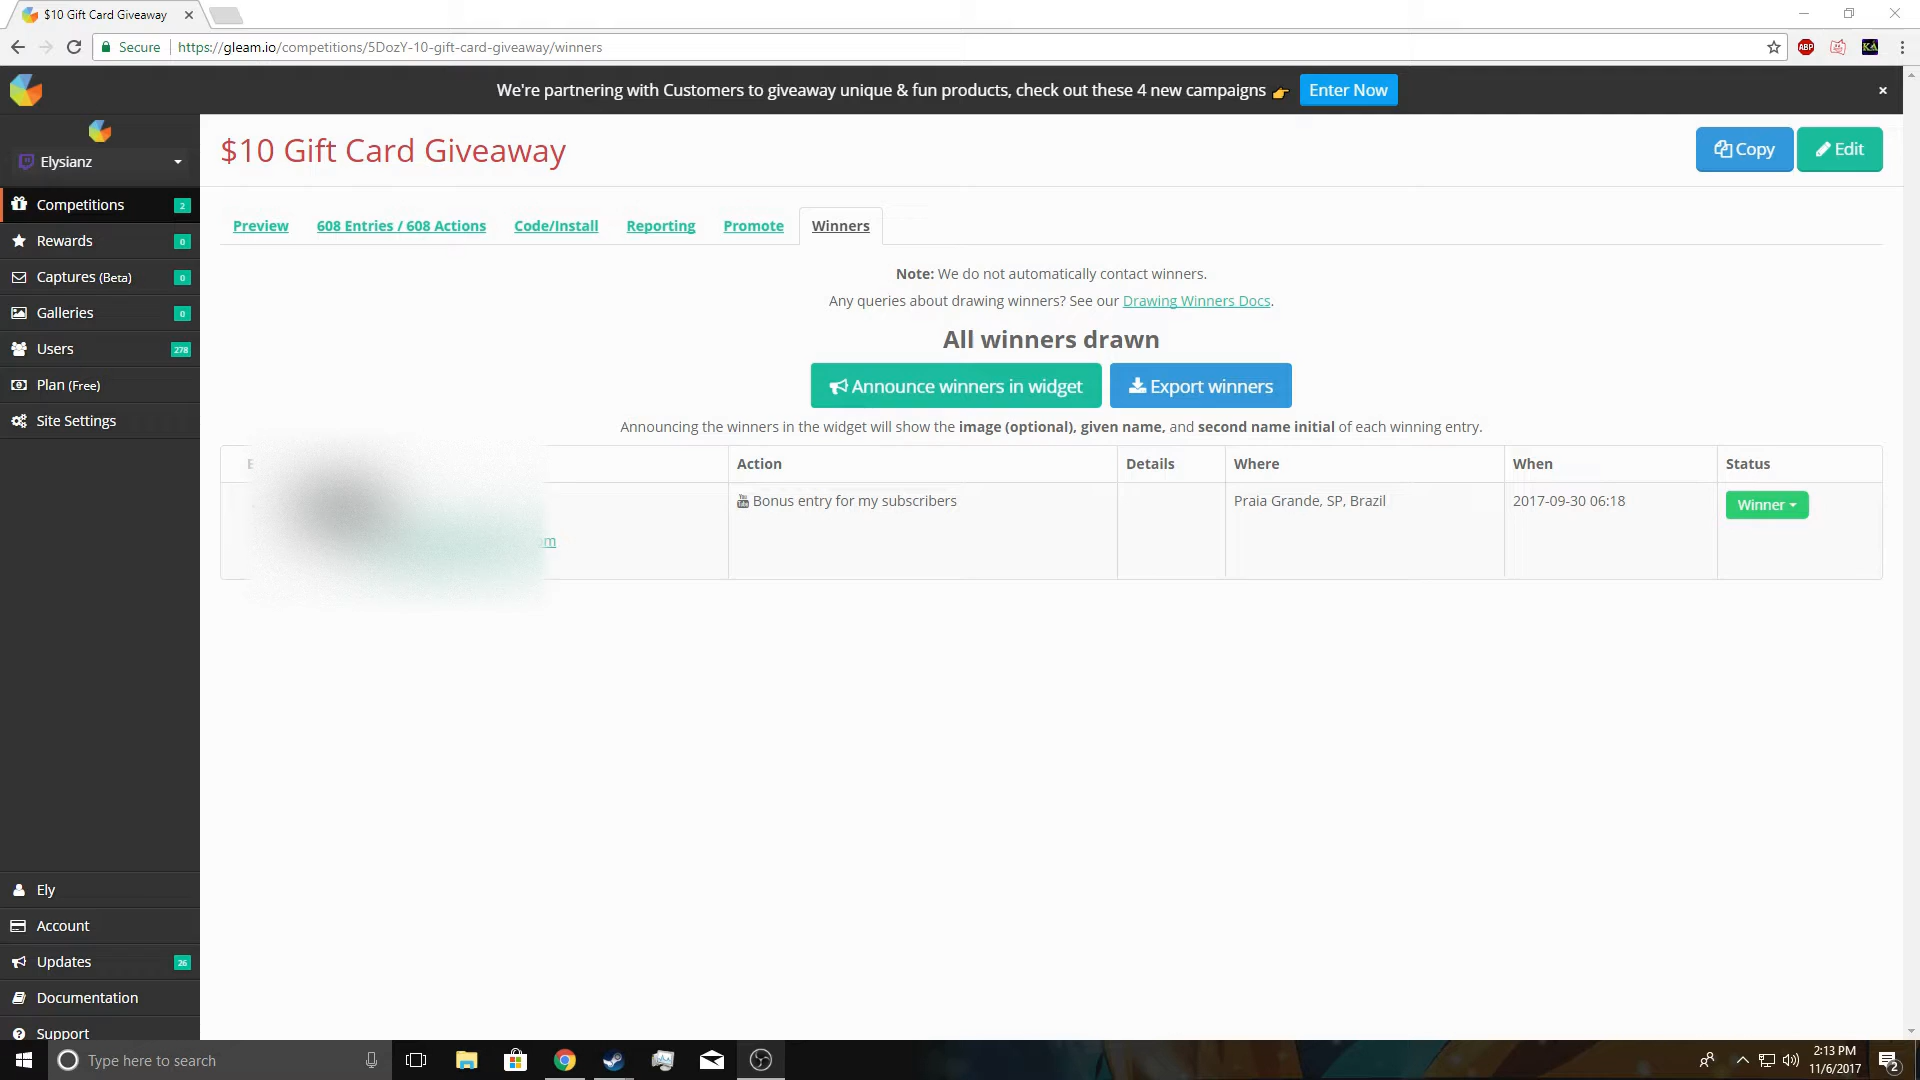 $10 Gift Card Giveaway
Secure
https://gleam.io/competitions/5DozY-10-gift-card-giveaway/winners
ABP
KA
We're partnering with Customers to giveaway unique & fun products, check out these 4 new campaigns
Enter Now
×
Elysianz
$10 Gift Card Giveaway
Copy
Edit
Competitions 2
Rewards 0
Captures (Beta) 0
Galleries 0
Users 278
Plan (Free)
Site Settings
Preview
608 Entries / 608 Actions
Code/Install
Reporting
Promote
Winners
Note: We do not automatically contact winners.
Any queries about drawing winners? See our Drawing Winners Docs.
All winners drawn
Announce winners in widget
Export winners
Announcing the winners in the widget will show the image (optional), given name, and second name initial of each winning entry.
Action Details Where When Status
Bonus entry for my subscribers Praia Grande, SP, Brazil 2017-09-30 06:18 Winner
om
Ely
Account
Updates 26
Documentation
Support
Type here to search
2:13 PM
11/6/2017
2